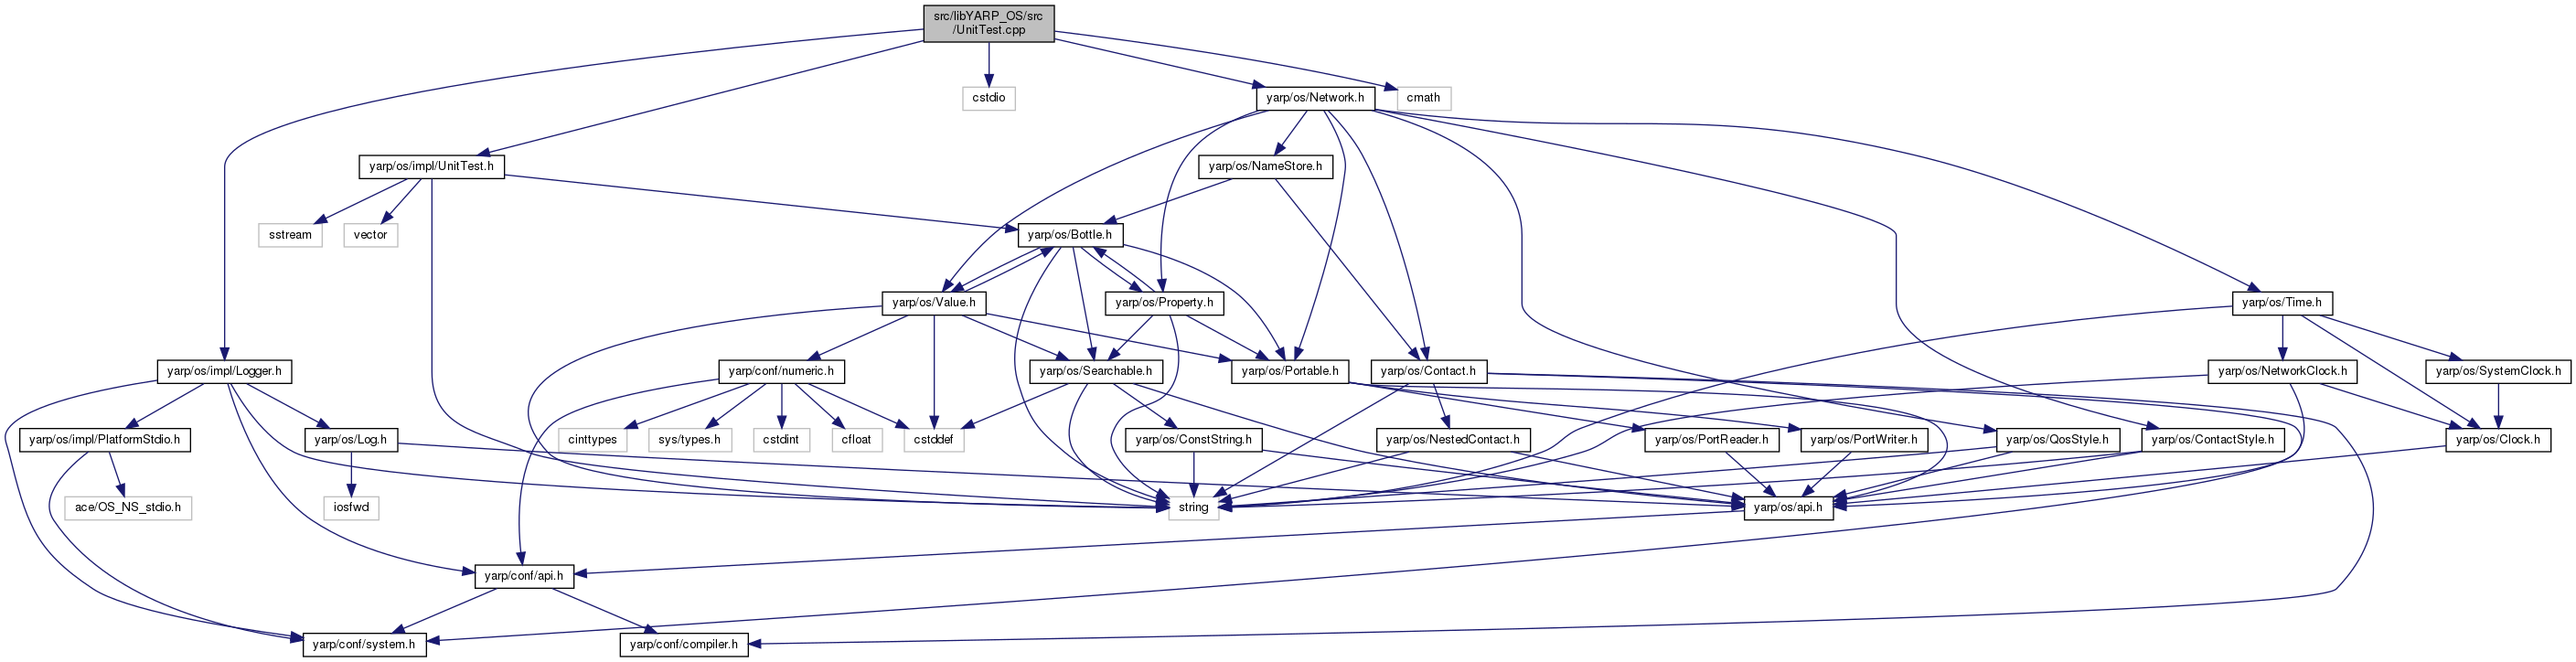 src/libYARP_OS/src
/UnitTest.cpp
cstdio
yarp/os/Network.h
cmath
yarp/os/impl/UnitTest.h
yarp/os/NameStore.h
sstream
vector
yarp/os/Bottle.h
yarp/os/Value.h
yarp/os/Property.h
yarp/os/Time.h
yarp/os/impl/Logger.h
yarp/conf/numeric.h
yarp/os/Searchable.h
yarp/os/Portable.h
yarp/os/Contact.h
yarp/os/NetworkClock.h
yarp/os/SystemClock.h
yarp/os/impl/PlatformStdio.h
yarp/os/Log.h
cinttypes
sys/types.h
cstdint
cfloat
cstddef
yarp/os/ConstString.h
yarp/os/NestedContact.h
yarp/os/PortReader.h
yarp/os/PortWriter.h
yarp/os/QosStyle.h
yarp/os/ContactStyle.h
yarp/os/Clock.h
ace/OS_NS_stdio.h
iosfwd
string
yarp/os/api.h
yarp/conf/api.h
yarp/conf/system.h
yarp/conf/compiler.h